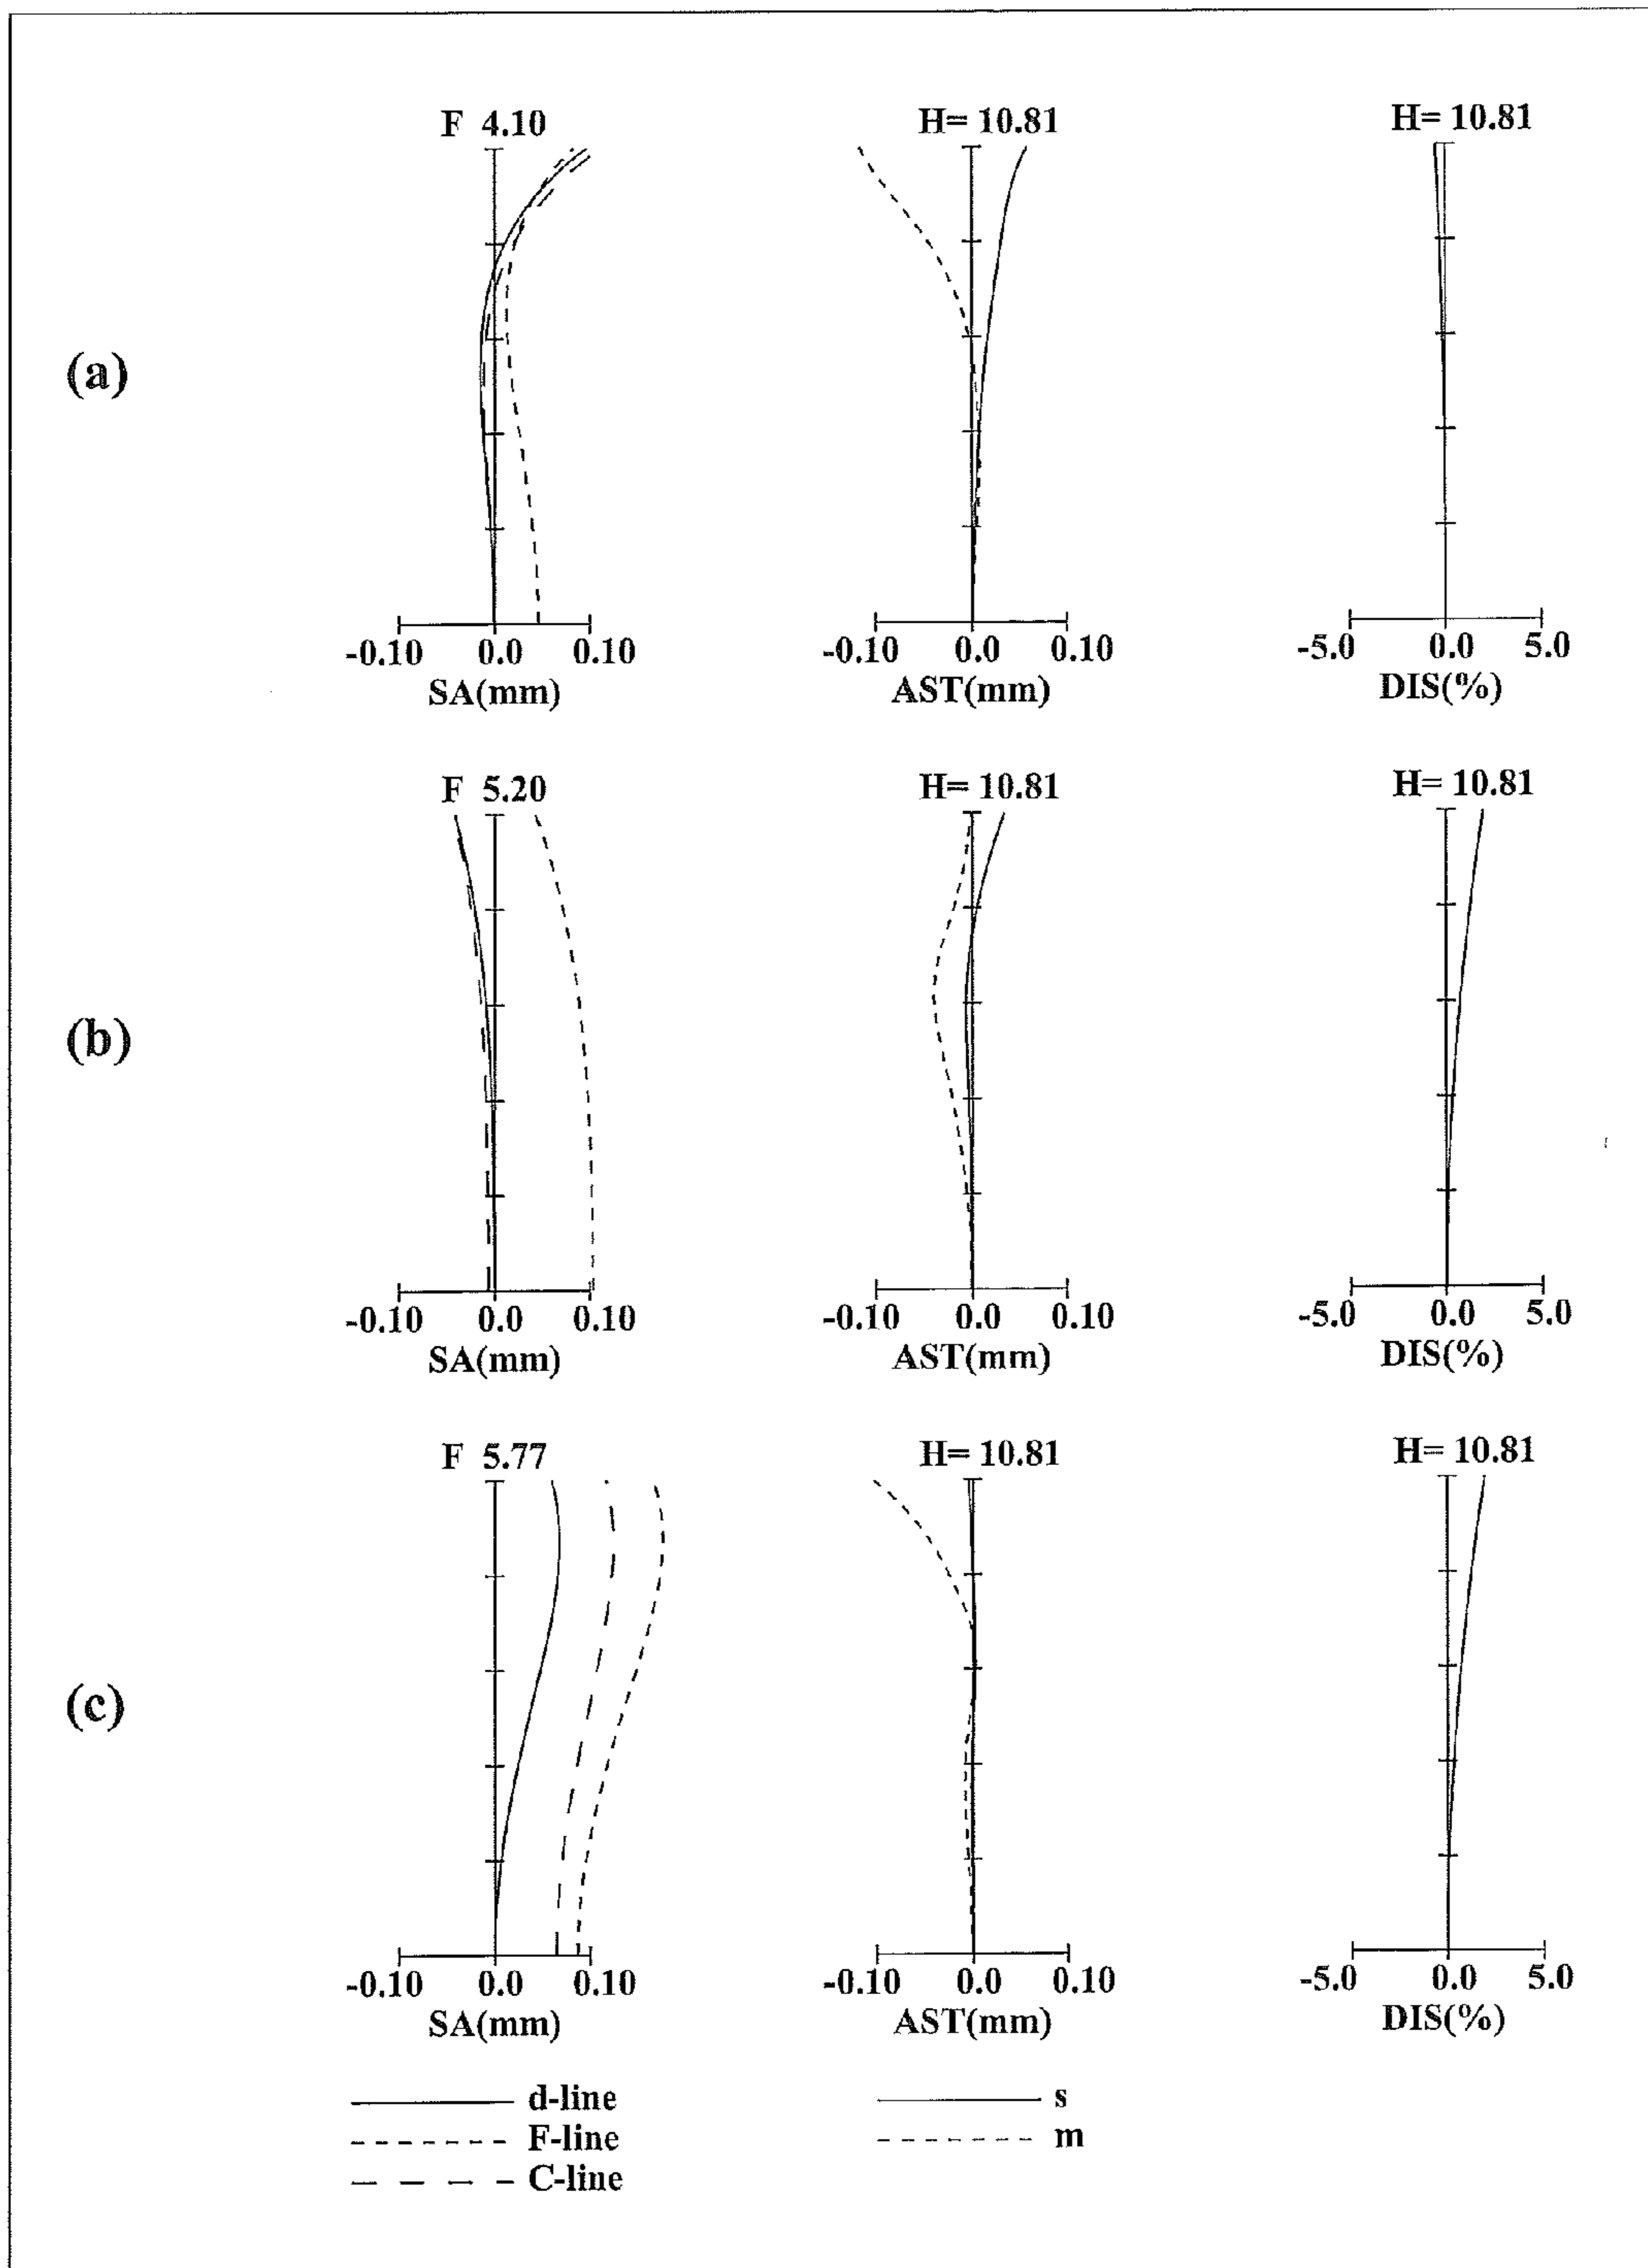 F 4.10 H= 10.81 H= 10.81
(a)
-0.10 0.0 0.10 -0.10 0.0 0.10 -5.0 0.0 5.0
SA(mm) AST(mm) DIS(%)
F 5.20 H= 10.81 H= 10.81
(b)
-0.10 0.0 0.10 -0.10 0.0 0.10 -5.0 0.0 5.0
SA(mm) AST(mm) DIS(%)
F 5.77 H= 10.81 H= 10.81
(c)
-0.10 0.0 0.10 -0.10 0.0 0.10 -5.0 0.0 5.0
SA(mm) AST(mm) DIS(%)
d-line s
F-line m
C-line